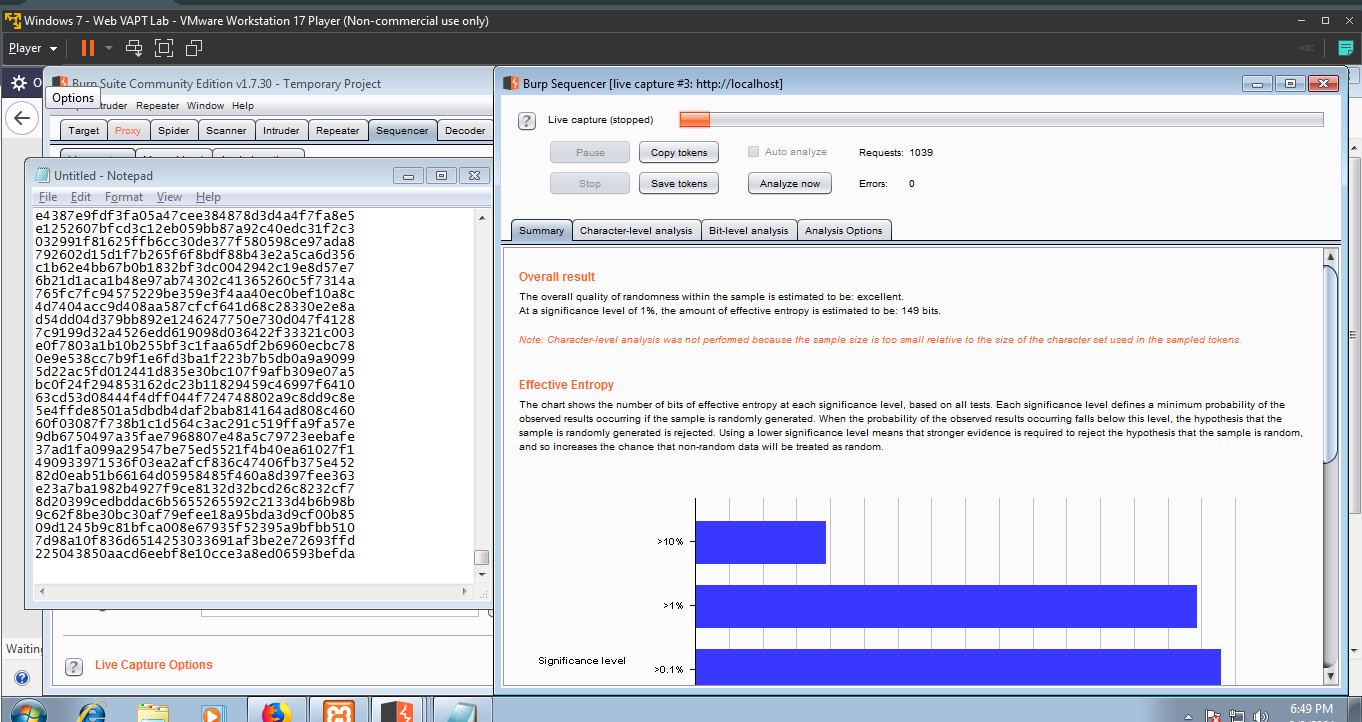 Windows 7 - Web VAPT Lab - VMware Workstation 17 Player (Non-commercial use only)
Player
Burp Suite Community Edition v1.7.30 - Temporary Project
Options
Repeater Window Help
Target Proxy Spider Scanner Intruder Repeater Sequencer Decoder
Untitled - Notepad
File Edit Format View Help
e4387e9fdf3fa05a47cee384878d3d4a4f7fa8e5
e1252607bfcd3c12eb059bb87a92c40edc31f2c3
032991f81625ffb6cc30de377f580598ce97ada8
792602d15d1f7b265f6f8bdf88b43e2a5ca6d356
c1b62e4bb67b0b1832bf3dc0042942c19e8d57e7
6b21d1aca1b48e97ab74302c41365260c5f7314a
765fc7fc94575229be359e3f4aa40ec0bef10a8c
4d7404acc9d408aa587cfcf641d68c28330e2e8a
d54dd04d379bb892e1246247750e730d047f4128
7c9199d32a4526edd619098d036422f33321c003
e0f7803a1b10b255bf3c1faa65df2b6960ecbc78
0e9e538cc7b9f1e6fd3ba1f223b7b5db0a9a9099
5d22ac5fd012441d835e30bc107f9afb309e07a5
bc0f24f294853162dc23b11829459c46997f6410
63cd53d08444f4dff044f724748802a9c8dd9c8e
5e4ffde8501a5dbdb4daf2bab814164ad808c460
60f03087f738b1c1d564c3ac291c519ffa9fa57e
9db6750497a35fae7968807e48a5c79723eebafe
37ad1fa099a29547be75ed5521f4b40ea61027f1
490933971536f03ea2afcf836c47406fb375e452
82d0eab51b66164d05958485f460a8d397fee363
e23a7ba1982b4927f9ce8132d32bcd26c8232cf7
8d20399cedbddac6b5655265592c2133d4b6b98b
9c62f8be30bc30af79efee18a95bda3d9cf00b85
09d1245b9c81bfca008e67935f52395a9bfbb510
7d98a10f836d6514253033691af3be2e72693ffd
225043850aacd6eebf8e10cce3a8ed06593befda
Live Capture Options
Burp Sequencer [live capture #3: http://localhost]
Live capture (stopped)
Pause Copy tokens Auto analyze Requests: 1039
Stop Save tokens Analyze now Errors: 0
Summary Character-level analysis Bit-level analysis Analysis Options
Overall result
The overall quality of randomness within the sample is estimated to be: excellent.
At a significance level of 1%, the amount of effective entropy is estimated to be: 149 bits.
Note: Character-level analysis was not performed because the sample size is too small relative to the size of the character set used in the sampled tokens.
Effective Entropy
The chart shows the number of bits of effective entropy at each significance level, based on all tests. Each significance level defines a minimum probability of the
observed results occurring if the sample is randomly generated. When the probability of the observed results occurring falls below this level, the hypothesis that the
sample is randomly generated is rejected. Using a lower significance level means that stronger evidence is required to reject the hypothesis that the sample is random,
and so increases the chance that non-random data will be treated as random.
>10%
>1%
Significance level
>0.1%
6:49 PM